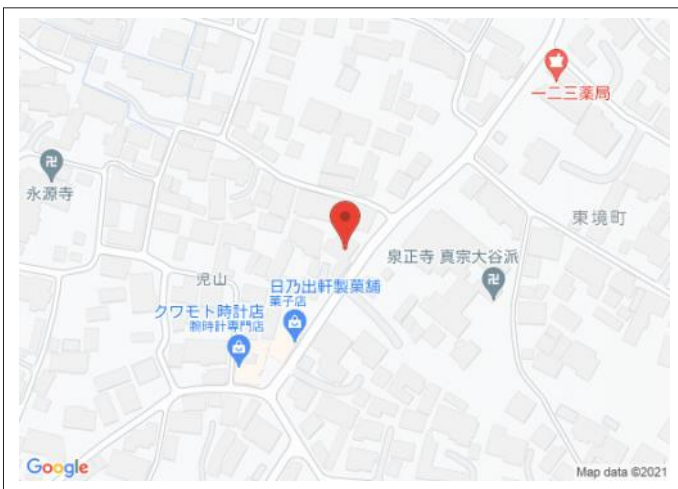 一二三薬局
永源寺
東境町
泉正寺 真宗大谷派
児山
日乃出軒製菓舗
菓子店
クワモト時計店
腕時計専門店
Google
Map data ©2021